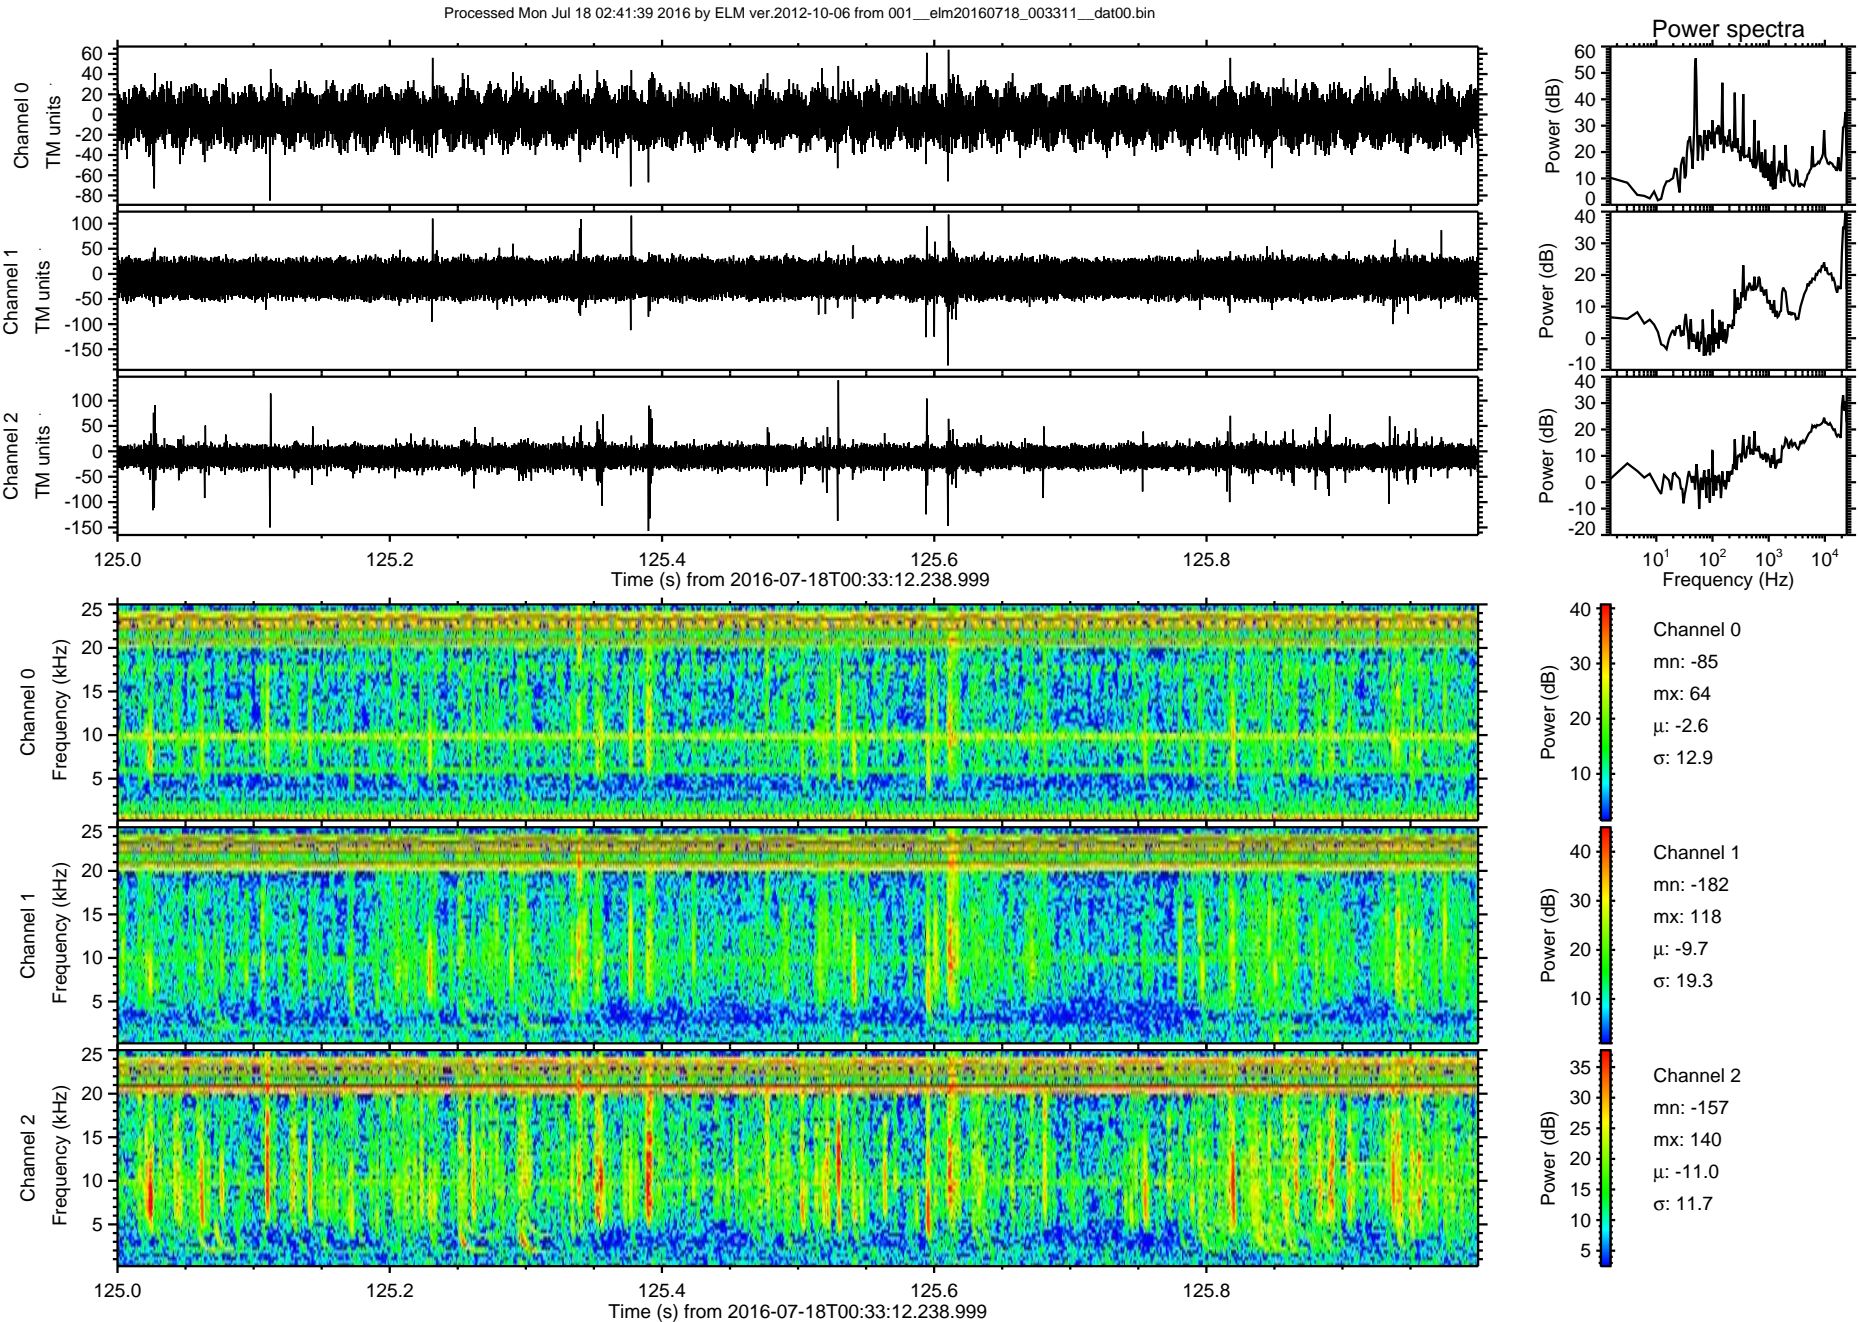 Processed Mon Jul 18 02:41:39 2016 by ELM ver.2012-10-06 from 001__elm20160718_003311__dat00.bin
Power spectra
Channel 0
TM units
60
40
20
0
-20
-40
-60
-80
Power (dB)
60
50
40
30
20
10
0
Channel 1
TM units
100
50
0
-50
-100
-150
Power (dB)
40
30
20
10
0
-10
Channel 2
TM units
100
50
0
-50
-100
-150
Power (dB)
40
30
20
10
0
-10
-20
125.0 125.2 125.4 125.6 125.8
Time (s) from 2016-07-18T00:33:12.238.999
10¹ 10² 10³ 10⁴
Frequency (Hz)
Channel 0
Frequency (kHz)
25
20
15
10
5
Power (dB)
40
30
20
10
Channel 0
mn: -85
mx: 64
μ: -2.6
σ: 12.9
Channel 1
Frequency (kHz)
25
20
15
10
5
Power (dB)
40
30
20
10
Channel 1
mn: -182
mx: 118
μ: -9.7
σ: 19.3
Channel 2
Frequency (kHz)
25
20
15
10
5
Power (dB)
35
30
25
20
15
10
5
Channel 2
mn: -157
mx: 140
μ: -11.0
σ: 11.7
125.0 125.2 125.4 125.6 125.8
Time (s) from 2016-07-18T00:33:12.238.999